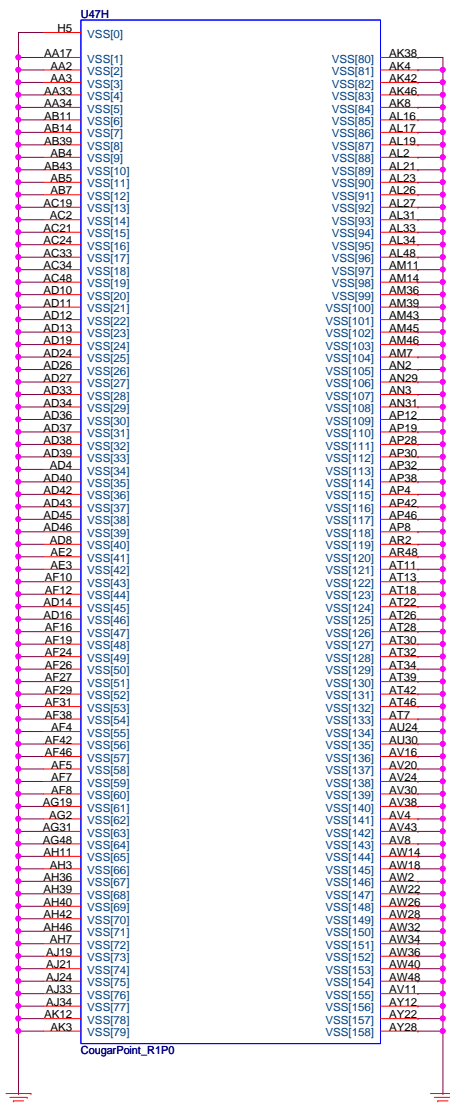 U47H
H5 VSS[0]
AA17 VSS[1]
AA2 VSS[2]
AA3 VSS[3]
AA33 VSS[4]
AA34 VSS[5]
AB11 VSS[6]
AB14 VSS[7]
AB39 VSS[8]
AB4 VSS[9]
AB43 VSS[10]
AB5 VSS[11]
AB7 VSS[12]
AC19 VSS[13]
AC2 VSS[14]
AC21 VSS[15]
AC24 VSS[16]
AC33 VSS[17]
AC34 VSS[18]
AC48 VSS[19]
AD10 VSS[20]
AD11 VSS[21]
AD12 VSS[22]
AD13 VSS[23]
AD19 VSS[24]
AD24 VSS[25]
AD26 VSS[26]
AD27 VSS[27]
AD33 VSS[28]
AD34 VSS[29]
AD36 VSS[30]
AD37 VSS[31]
AD38 VSS[32]
AD39 VSS[33]
AD4 VSS[34]
AD40 VSS[35]
AD42 VSS[36]
AD43 VSS[37]
AD45 VSS[38]
AD46 VSS[39]
AD8 VSS[40]
AE2 VSS[41]
AE3 VSS[42]
AF10 VSS[43]
AF12 VSS[44]
AD14 VSS[45]
AD16 VSS[46]
AF16 VSS[47]
AF19 VSS[48]
AF24 VSS[49]
AF26 VSS[50]
AF27 VSS[51]
AF29 VSS[52]
AF31 VSS[53]
AF38 VSS[54]
AF4 VSS[55]
AF42 VSS[56]
AF46 VSS[57]
AF5 VSS[58]
AF7 VSS[59]
AF8 VSS[60]
AG19 VSS[61]
AG2 VSS[62]
AG31 VSS[63]
AG48 VSS[64]
AH11 VSS[65]
AH3 VSS[66]
AH36 VSS[67]
AH39 VSS[68]
AH40 VSS[69]
AH42 VSS[70]
AH46 VSS[71]
AH7 VSS[72]
AJ19 VSS[73]
AJ21 VSS[74]
AJ24 VSS[75]
AJ33 VSS[76]
AJ34 VSS[77]
AK12 VSS[78]
AK3 VSS[79]
VSS[80] AK38
VSS[81] AK4
VSS[82] AK42
VSS[83] AK46
VSS[84] AK8
VSS[85] AL16
VSS[86] AL17
VSS[87] AL19
VSS[88] AL2
VSS[89] AL21
VSS[90] AL23
VSS[91] AL26
VSS[92] AL27
VSS[93] AL31
VSS[94] AL33
VSS[95] AL34
VSS[96] AL48
VSS[97] AM11
VSS[98] AM14
VSS[99] AM36
VSS[100] AM39
VSS[101] AM43
VSS[102] AM45
VSS[103] AM46
VSS[104] AM7
VSS[105] AN2
VSS[106] AN29
VSS[107] AN3
VSS[108] AN31
VSS[109] AP12
VSS[110] AP19
VSS[111] AP28
VSS[112] AP30
VSS[113] AP32
VSS[114] AP38
VSS[115] AP4
VSS[116] AP42
VSS[117] AP46
VSS[118] AP8
VSS[119] AR2
VSS[120] AR48
VSS[121] AT11
VSS[122] AT13
VSS[123] AT18
VSS[124] AT22
VSS[125] AT26
VSS[126] AT28
VSS[127] AT30
VSS[128] AT32
VSS[129] AT34
VSS[130] AT39
VSS[131] AT42
VSS[132] AT46
VSS[133] AT7
VSS[134] AU24
VSS[135] AU30
VSS[136] AV16
VSS[137] AV20
VSS[138] AV24
VSS[139] AV30
VSS[140] AV38
VSS[141] AV4
VSS[142] AV43
VSS[143] AV8
VSS[144] AW14
VSS[145] AW18
VSS[146] AW2
VSS[147] AW22
VSS[148] AW26
VSS[149] AW28
VSS[150] AW32
VSS[151] AW34
VSS[152] AW36
VSS[153] AW40
VSS[154] AW48
VSS[155] AV11
VSS[156] AY12
VSS[157] AY22
VSS[158] AY28
CougarPoint_R1P0